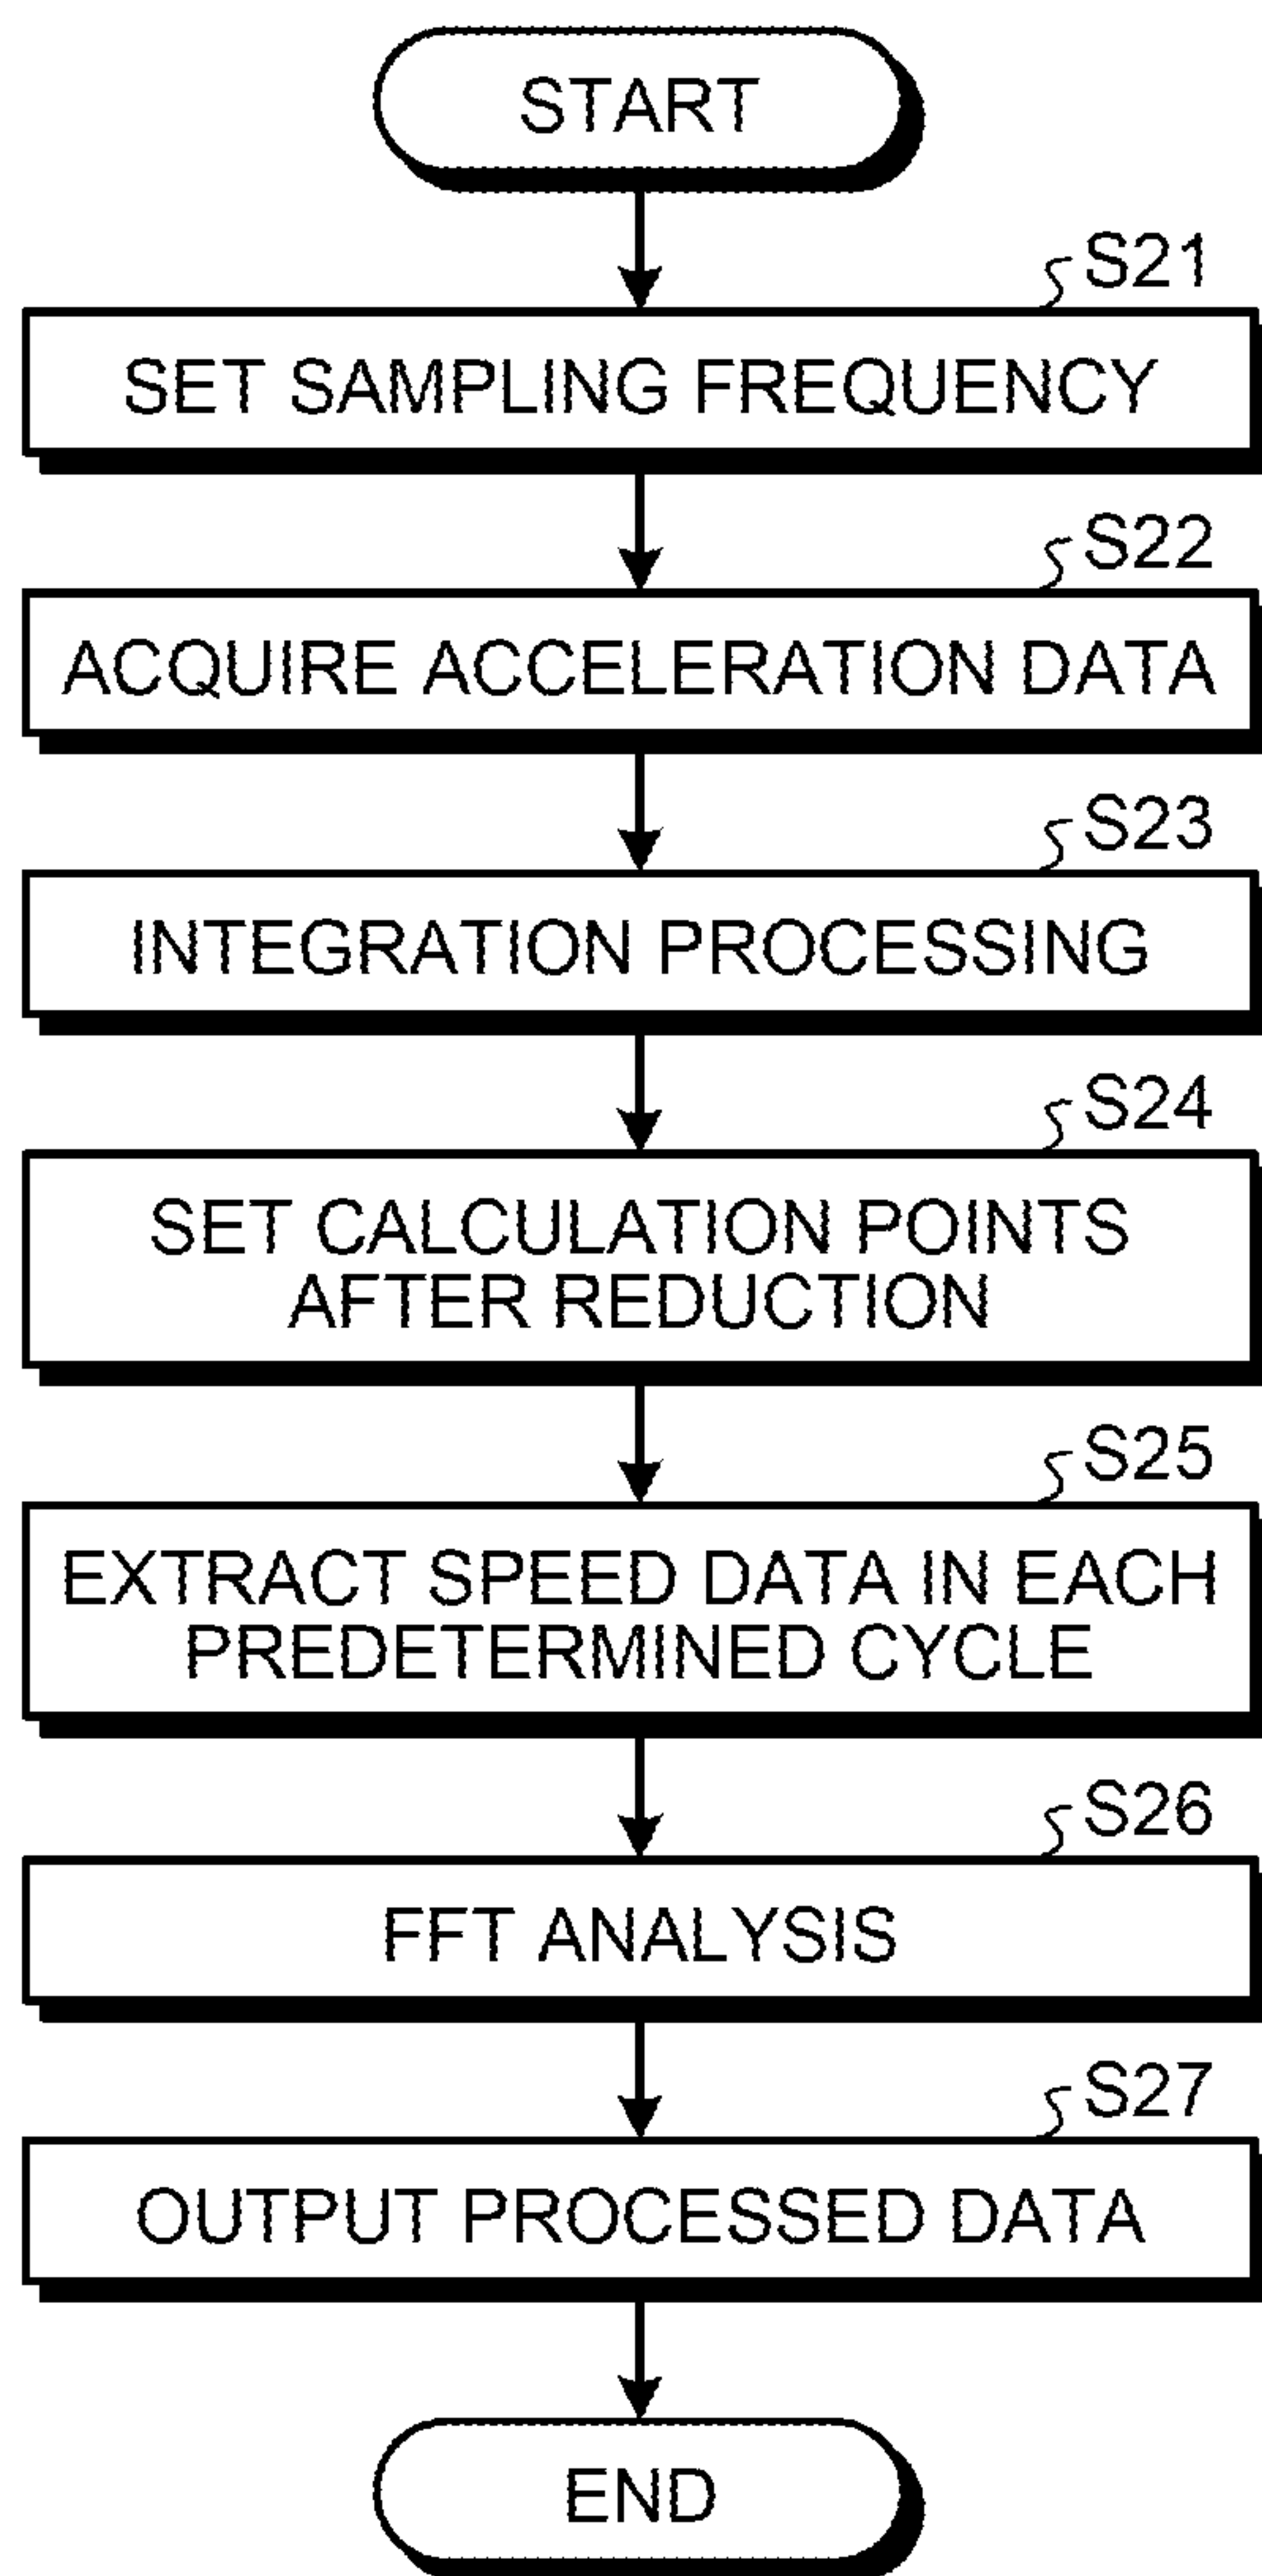 START
S21
SET SAMPLING FREQUENCY
S22
ACQUIRE ACCELERATION DATA
S23
INTEGRATION PROCESSING
S24
SET CALCULATION POINTS
AFTER REDUCTION
S25
EXTRACT SPEED DATA IN EACH
PREDETERMINED CYCLE
S26
FFT ANALYSIS
S27
OUTPUT PROCESSED DATA
END